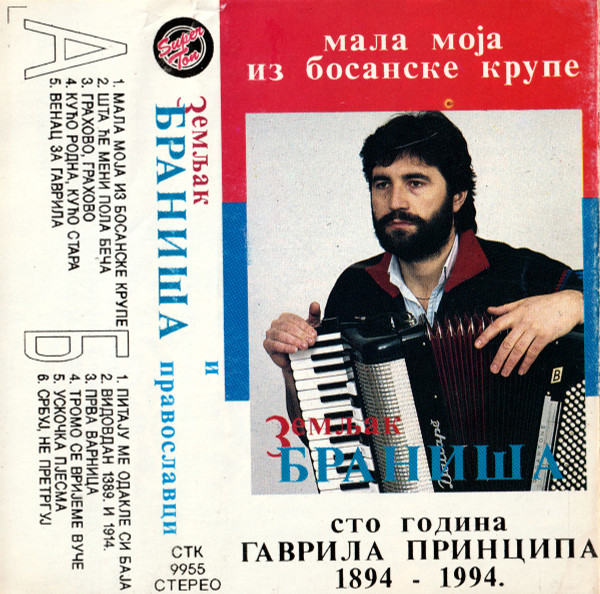 А
1. МАЛА МОЈА ИЗ БОСАНСКЕ КРУПЕ
2. ШТА ЋЕ МЕНИ ПОЛА БЕЧА
3. ГРАХОВО, ГРАХОВО
4. КУЋО РОДНА, КУЋО СТАРА
5. ВЕНАЦ ЗА ГАВРИЛА
Б
1. ПИТАЈУ МЕ ОДАКЛЕ СИ БАЈА
2. ВИДОВДАН 1889. И 1914.
3. ПРВА ВАРНИЦА
4. ТРОМО СЕ ВРИЈЕМЕ ВУЧЕ
5. УСКОЧКА ПЈЕСМА
6. СРБИЈ, НЕ ПРЕТРГУЈ
Super Ton
Земљак
БРАНИША
и
православци
СТК
9955
СТЕРЕО
мала моја
из босанске крупе
B
Земљак
БРАНИША
сто година
ГАВРИЛА ПРИНЦИПА
1894 - 1994.